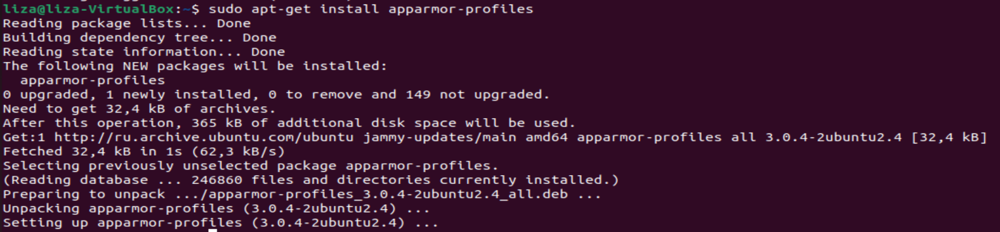 liza@liza-VirtualBox:~$ sudo apt-get install apparmor-profiles
Reading package lists... Done
Building dependency tree... Done
Reading state information... Done
The following NEW packages will be installed:
  apparmor-profiles
0 upgraded, 1 newly installed, 0 to remove and 149 not upgraded.
Need to get 32,4 kB of archives.
After this operation, 365 kB of additional disk space will be used.
Get:1 http://ru.archive.ubuntu.com/ubuntu jammy-updates/main amd64 apparmor-profiles all 3.0.4-2ubuntu2.4 [32,4 kB]
Fetched 32,4 kB in 1s (62,3 kB/s)
Selecting previously unselected package apparmor-profiles.
(Reading database ... 246860 files and directories currently installed.)
Preparing to unpack .../apparmor-profiles_3.0.4-2ubuntu2.4_all.deb ...
Unpacking apparmor-profiles (3.0.4-2ubuntu2.4) ...
Setting up apparmor-profiles (3.0.4-2ubuntu2.4) ...